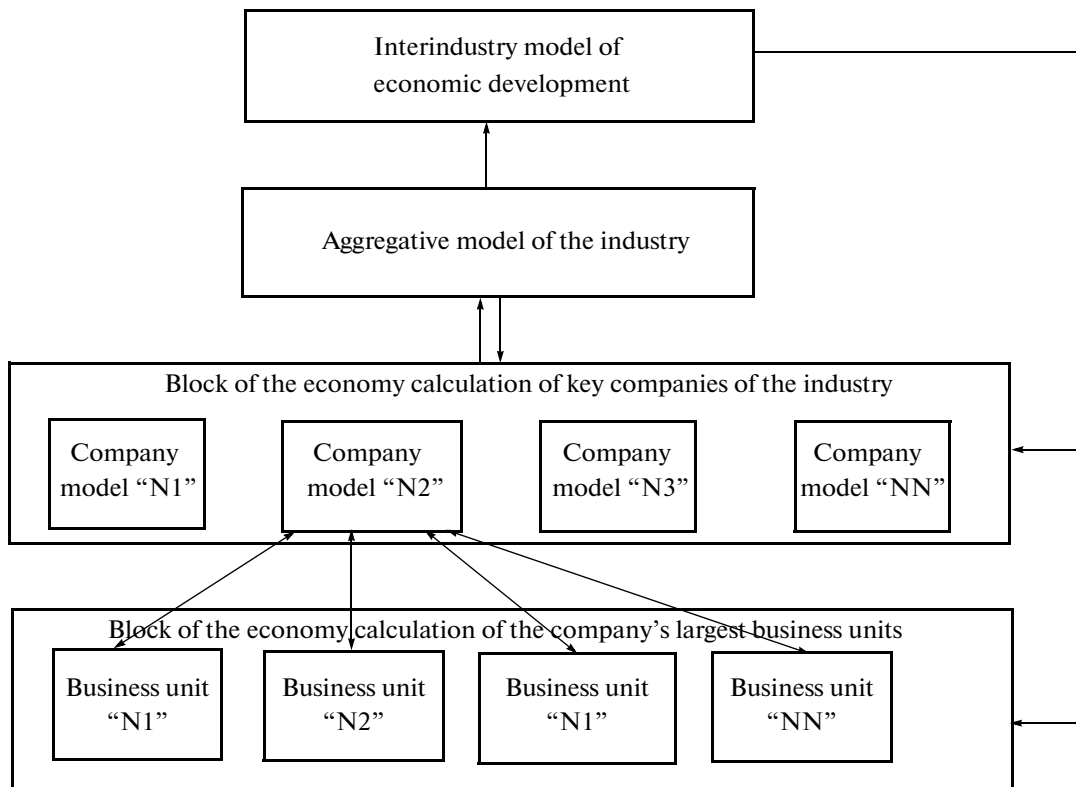 Interindustry model of
economic development
Aggregative model of the industry
Block of the economy calculation of key companies of the industry
Company
model “N1”
Company
model “N2”
Company
model “N3”
Company
model “NN”
Block of the economy calculation of the company’s largest business units
Business unit
“N1”
Business unit
“N2”
Business unit
“N1”
Business unit
“NN”